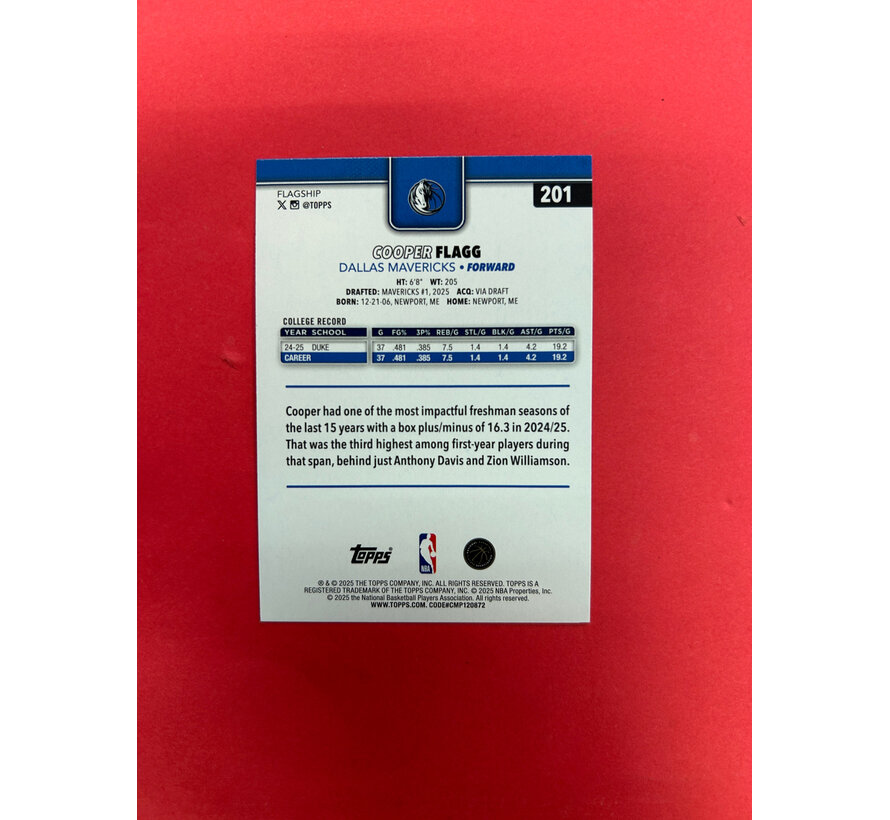 FLAGSHIP
@TOPPS
201
COOPER FLAGG
DALLAS MAVERICKS • FORWARD
HT: 6'8" WT: 205
DRAFTED: MAVERICKS #1, 2025 ACQ: VIA DRAFT
BORN: 12-21-06, NEWPORT, ME HOME: NEWPORT, ME
COLLEGE RECORD
YEAR SCHOOL G FG% 3P% REB/G STL/G BLK/G AST/G PTS/G
24-25 DUKE 37 .481 .385 7.5 1.4 1.4 4.2 19.2
CAREER 37 .481 .385 7.5 1.4 1.4 4.2 19.2
Cooper had one of the most impactful freshman seasons of
the last 15 years with a box plus/minus of 16.3 in 2024/25.
That was the third highest among first-year players during
that span, behind just Anthony Davis and Zion Williamson.
topps®
NBA
® & © 2025 THE TOPPS COMPANY, INC. ALL RIGHTS RESERVED. TOPPS IS A
REGISTERED TRADEMARK OF THE TOPPS COMPANY, INC. © 2025 NBA Properties, Inc.
© 2025 the National Basketball Players Association. All rights reserved.
WWW.TOPPS.COM. CODE#CMP120872